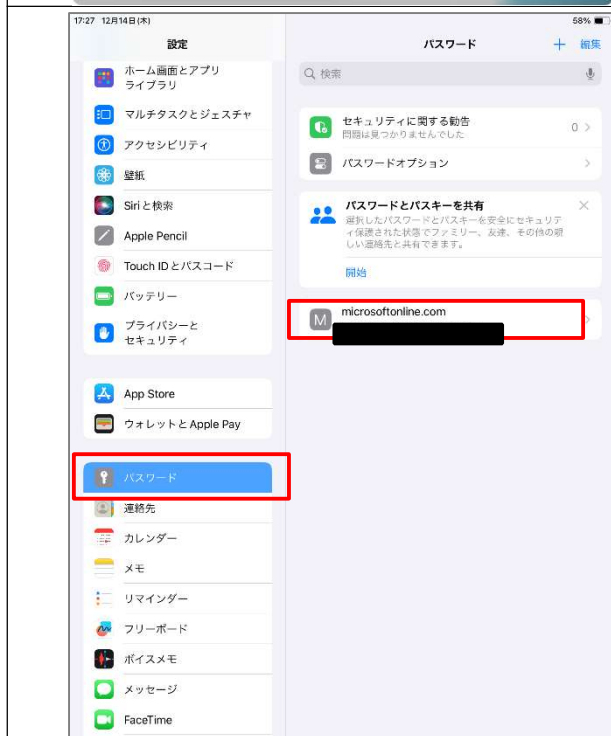 17:27 12月14日(木)
58%
設定
ホーム画面とアプリ
ライブラリ
マルチタスクとジェスチャ
アクセシビリティ
壁紙
Siriと検索
Apple Pencil
Touch IDとパスコード
バッテリー
プライバシーと
セキュリティ
App Store
ウォレットとApple Pay
パスワード
連絡先
カレンダー
メモ
リマインダー
フリーボード
ボイスメモ
メッセージ
FaceTime
パスワード
+ 編集
検索
セキュリティに関する勧告
問題は見つかりませんでした
0
パスワードオプション
パスワードとパスキーを共有
選択したパスワードとパスキーを安全にセキュリテ
ィ保護された状態でファミリー、友達、その他の親
しい連絡先と共有できます。
開始
M
microsoftonline.com